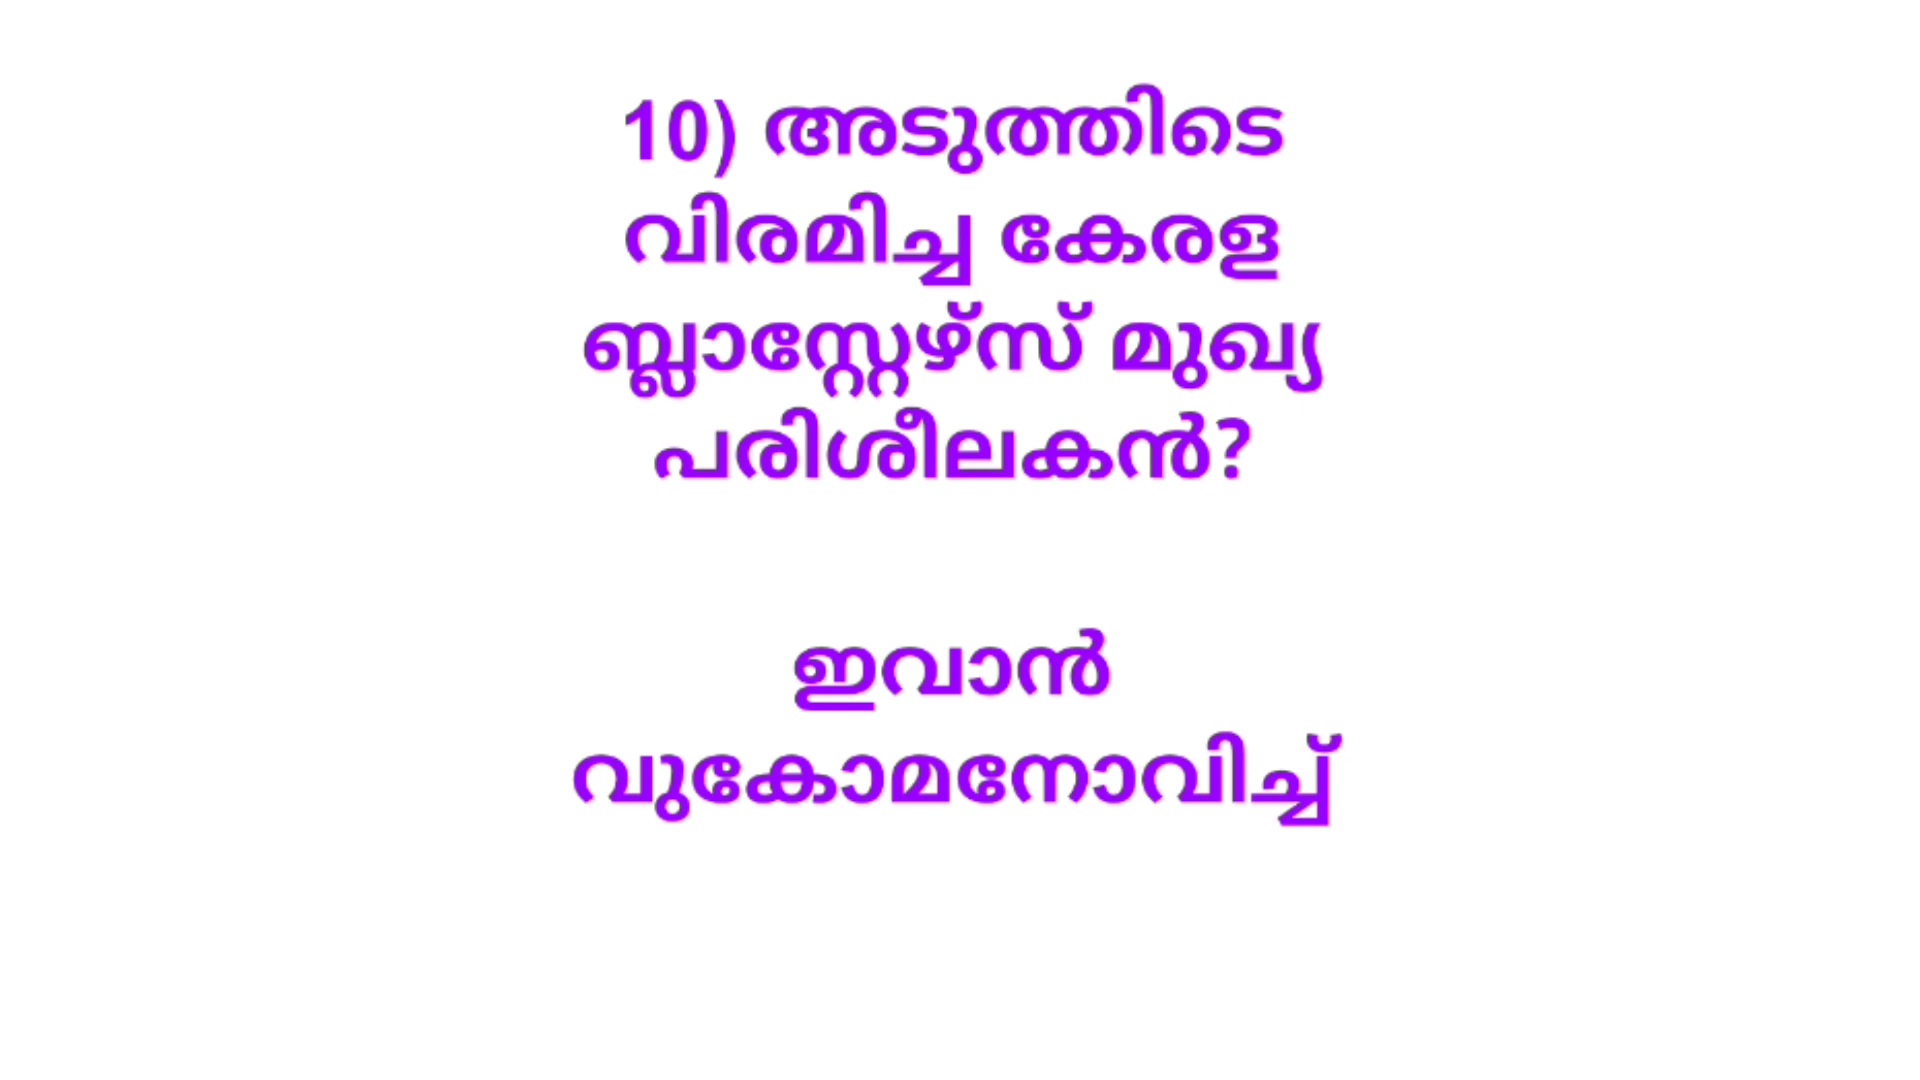 10) അടുത്തിടെ
വിരമിച്ച കേരള
ബ്ലാസ്റ്റേഴ്സ് മുഖ്യ
പരിശീലകൻ?
ഇവാൻ
വുകോമനോവിച്ച്